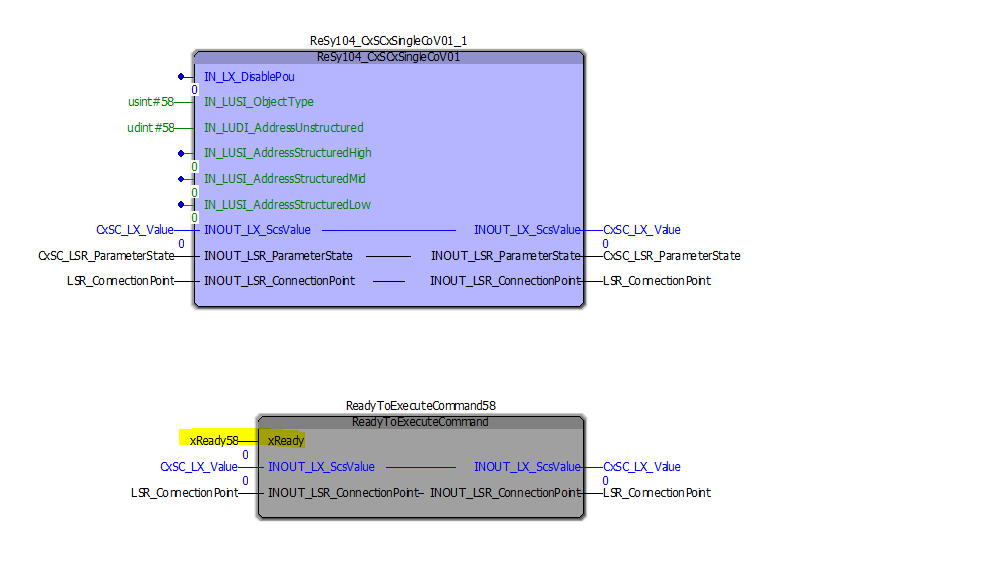 ReSy104_CxSCxSingleCoV01_1
ReSy104_CxSCxSingleCoV01
IN_LX_DisablePou
0
usint#58 IN_LUSI_ObjectType
udint#58 IN_LUDI_AddressUnstructured
IN_LUSI_AddressStructuredHigh
0
IN_LUSI_AddressStructuredMid
0
IN_LUSI_AddressStructuredLow
0
CxSC_LX_Value INOUT_LX_ScsValue INOUT_LX_ScsValue CxSC_LX_Value
0 0
CxSC_LSR_ParameterState INOUT_LSR_ParameterState INOUT_LSR_ParameterState CxSC_LSR_ParameterState
LSR_ConnectionPoint INOUT_LSR_ConnectionPoint INOUT_LSR_ConnectionPoint LSR_ConnectionPoint
ReadyToExecuteCommand58
ReadyToExecuteCommand
xReady58 xReady
0
CxSC_LX_Value INOUT_LX_ScsValue INOUT_LX_ScsValue CxSC_LX_Value
0 0
LSR_ConnectionPoint INOUT_LSR_ConnectionPoint INOUT_LSR_ConnectionPoint LSR_ConnectionPoint